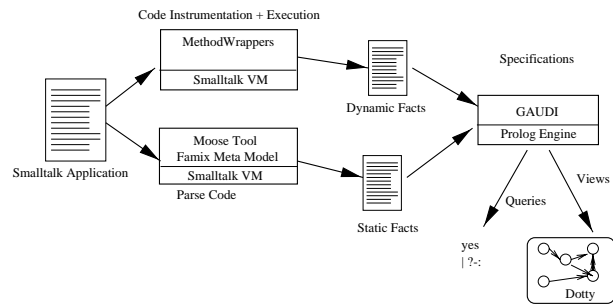 Code Instrumentation + Execution
MethodWrappers
Smalltalk VM
Smalltalk Application
Moose Tool
Famix Meta Model
Smalltalk VM
Parse Code
Dynamic Facts
Static Facts
Specifications
GAUDI
Prolog Engine
Queries
Views
yes
| ?-:
Dotty